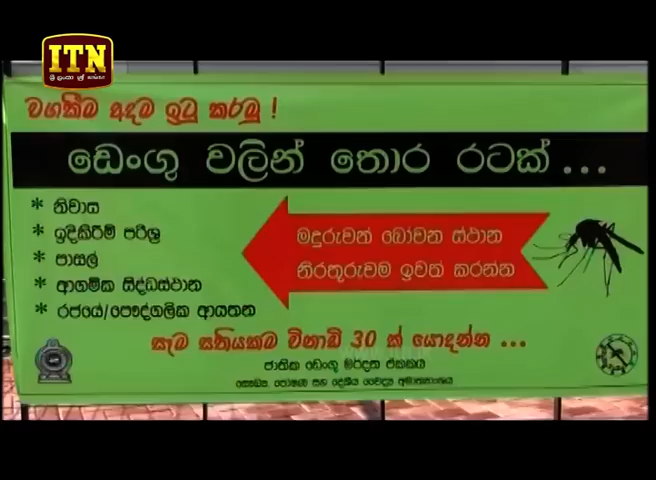 ITN
ශ්‍රී ලංකා ශ්‍රී සංසදා
වගකීම අදම ඉටු කරමු !
ඩෙංගු වලින් තොර රටක් ...
* නිවාස
* ඉදිකිරීම් පරිශ්‍ර
* පාසල්
* ආගමික සිද්ධස්ථාන
* රාජ්‍ය/පෞද්ගලික ආයතන
මදුරුවන් බෝවන ස්ථාන
නිරතුරුවම ඉවත් කරන්න
සෑම සතියකම විනාඩි 30 ක් යොදන්න ...
ජාතික ඩෙංගු මර්දන ඒකකය
සෞඛ්‍ය පෝෂණ සහ දේශීය වෛද්‍ය අමාත්‍යාංශය